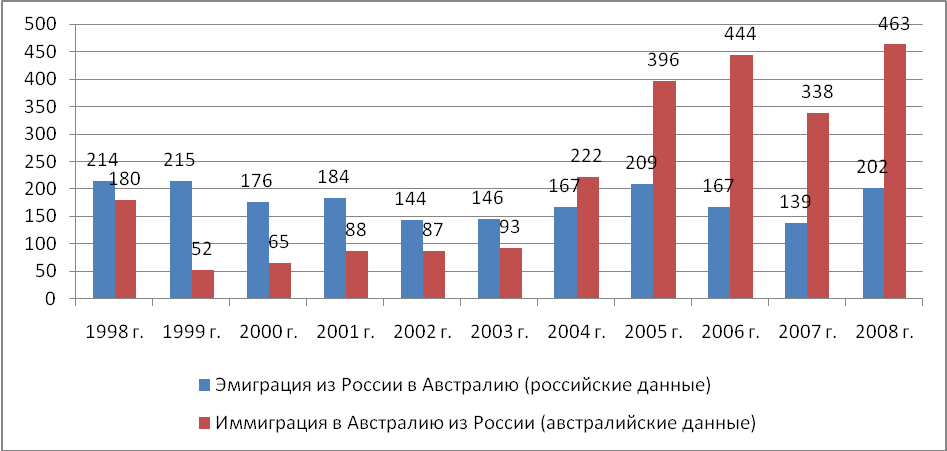 500
450
400
350
300
250
200
150
100
50
0
214 215 176 184 144 146 167 209 167 139 202
180 52 65 88 87 93 222 396 444 338 463
1998 г. 1999 г. 2000 г. 2001 г. 2002 г. 2003 г. 2004 г. 2005 г. 2006 г. 2007 г. 2008 г.
Эмиграция из России в Австралию (российские данные)
Иммиграция в Австралию из России (австралийские данные)